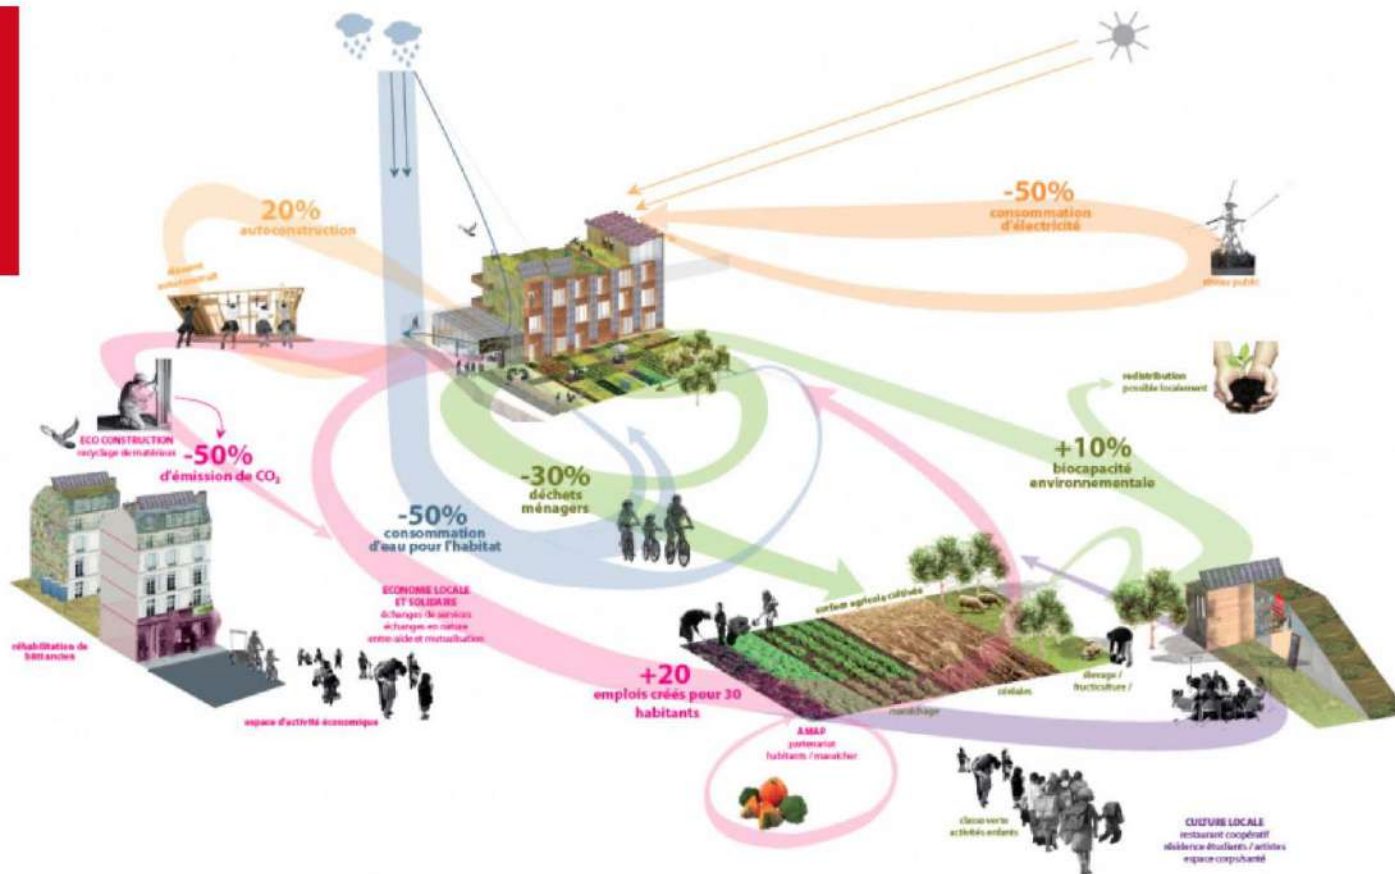 20%
autoconstruction
-50%
consommation
d'électricité
réseau public
redistribution
possible localement
ECO CONSTRUCTION
recyclage de matériaux
-50%
d'émission de CO₂
-30%
déchets
ménagers
+10%
biocapacité
environnementale
-50%
consommation
d'eau pour l'habitat
ECONOMIE LOCALE
ET SOLIDAIRE
échanges de services
échanges en nature
entre-aide et mutualisation
surface agricole cultivée
réhabilitation de
bâti ancien
espace d'activité économique
+20
emplois créés pour 30
habitants
maraîchage
céréales
élevage /
fructiculture /
AMAP
partenariat
habitants / maraîcher
classe verte
activités enfants
CULTURE LOCALE
restaurant coopératif
résidence étudiants / artistes
espace corps/santé